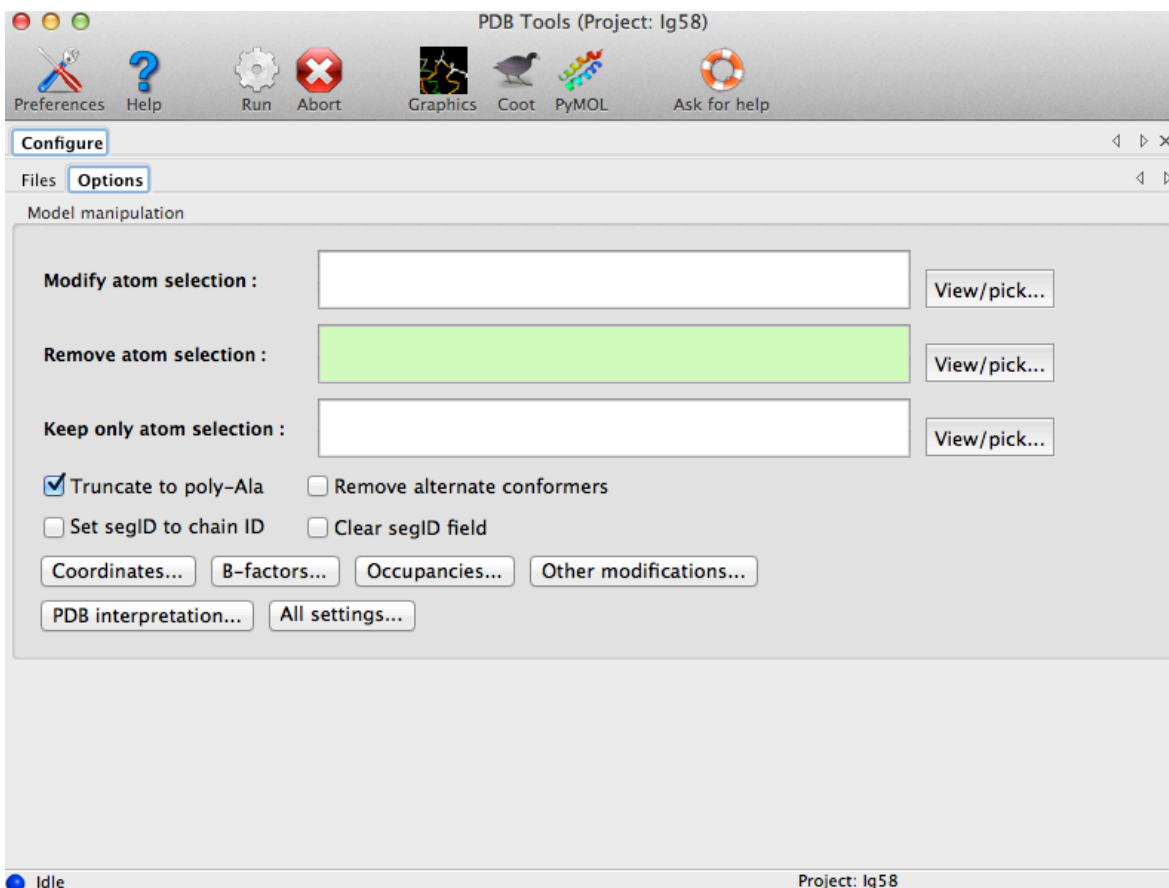 PDB Tools (Project: Ig58)
Preferences Help Run Abort Graphics Coot PyMOL Ask for help
Configure
Files Options
Model manipulation
Modify atom selection : View/pick...
Remove atom selection : View/pick...
Keep only atom selection : View/pick...
Truncate to poly-Ala Remove alternate conformers
Set segID to chain ID Clear segID field
Coordinates... B-factors... Occupancies... Other modifications...
PDB interpretation... All settings...
Idle Project: Ig58